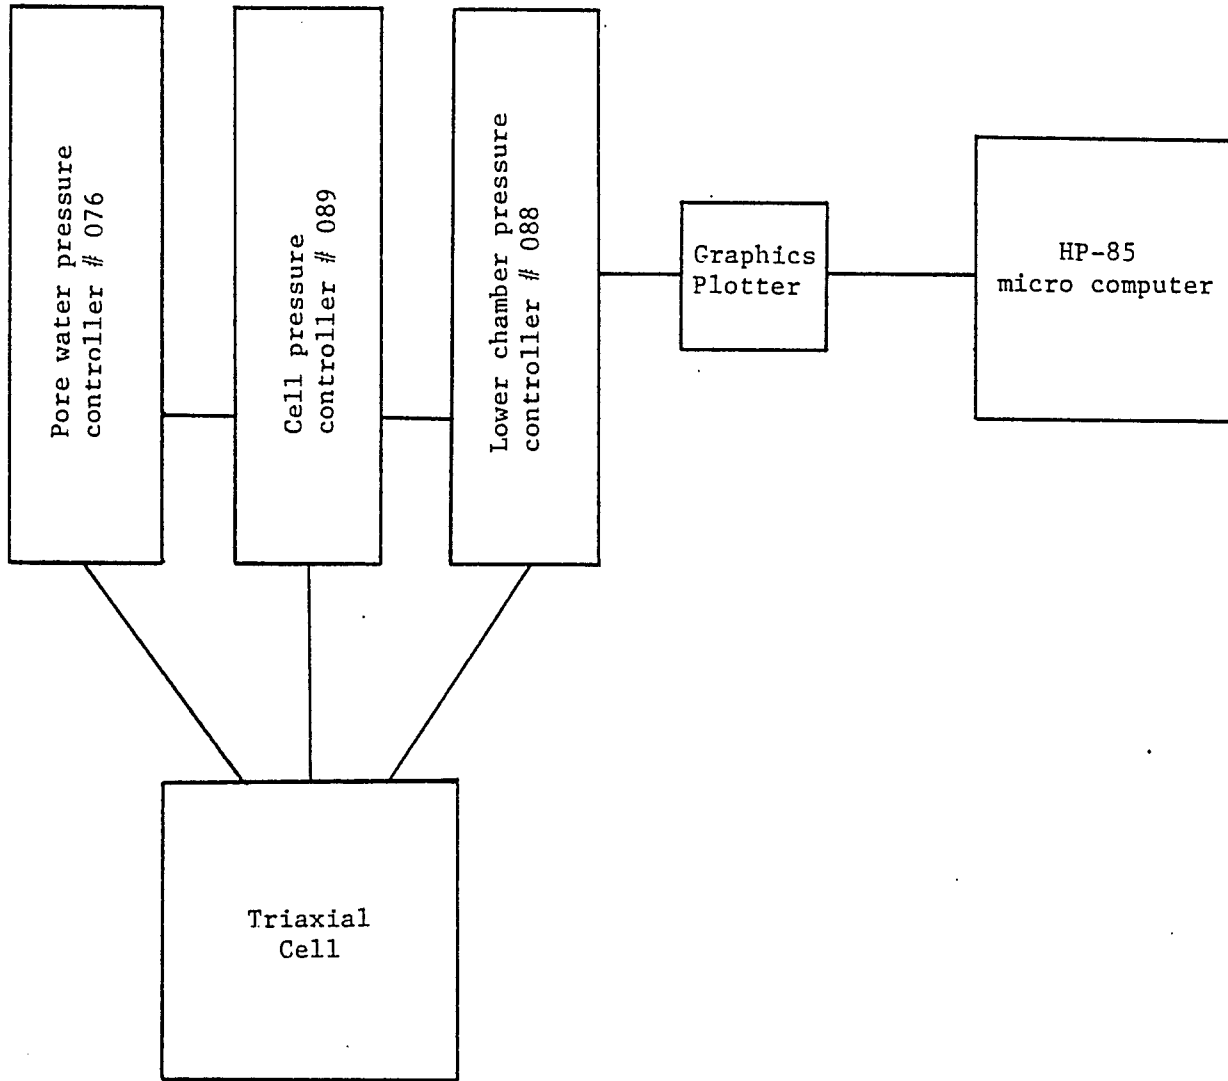 Pore water pressure
controller # 076
Cell pressure
controller # 089
Lower chamber pressure
controller # 088
Graphics
Plotter
HP-85
micro computer
Triaxial
Cell